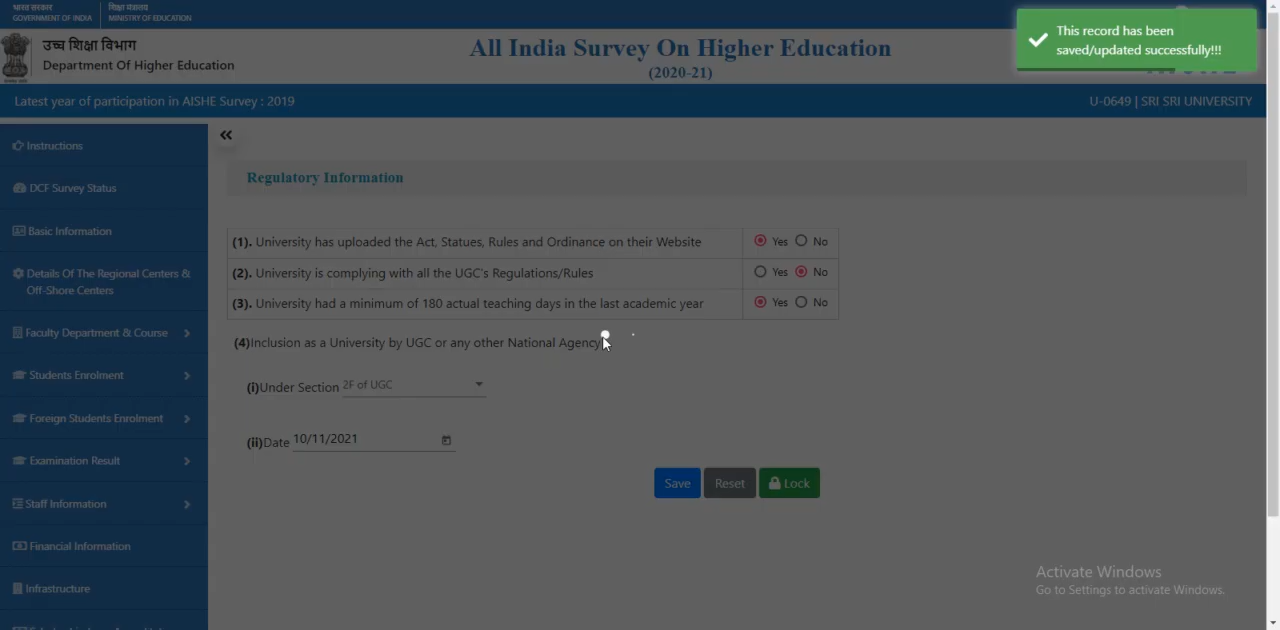 भारत सरकार
GOVERNMENT OF INDIA
शिक्षा मंत्रालय
MINISTRY OF EDUCATION
This record has been
saved/updated successfully!!!
उच्च शिक्षा विभाग
Department Of Higher Education
All India Survey On Higher Education
(2020-21)
Latest year of participation in AISHE Survey : 2019
U-0649 | SRI SRI UNIVERSITY
Instructions
DCF Survey Status
Basic Information
Details Of The Regional Centers &
Off-Shore Centers
Faculty Department & Course
Students Enrolment
Foreign Students Enrolment
Examination Result
Staff Information
Financial Information
Infrastructure
Regulatory Information
(1). University has uploaded the Act, Statues, Rules and Ordinance on their Website Yes No
(2). University is complying with all the UGC's Regulations/Rules Yes No
(3). University had a minimum of 180 actual teaching days in the last academic year Yes No
(4)Inclusion as a University by UGC or any other National Agency
(i)Under Section 2F of UGC
(ii)Date 10/11/2021
Save Reset Lock
Activate Windows
Go to Settings to activate Windows.